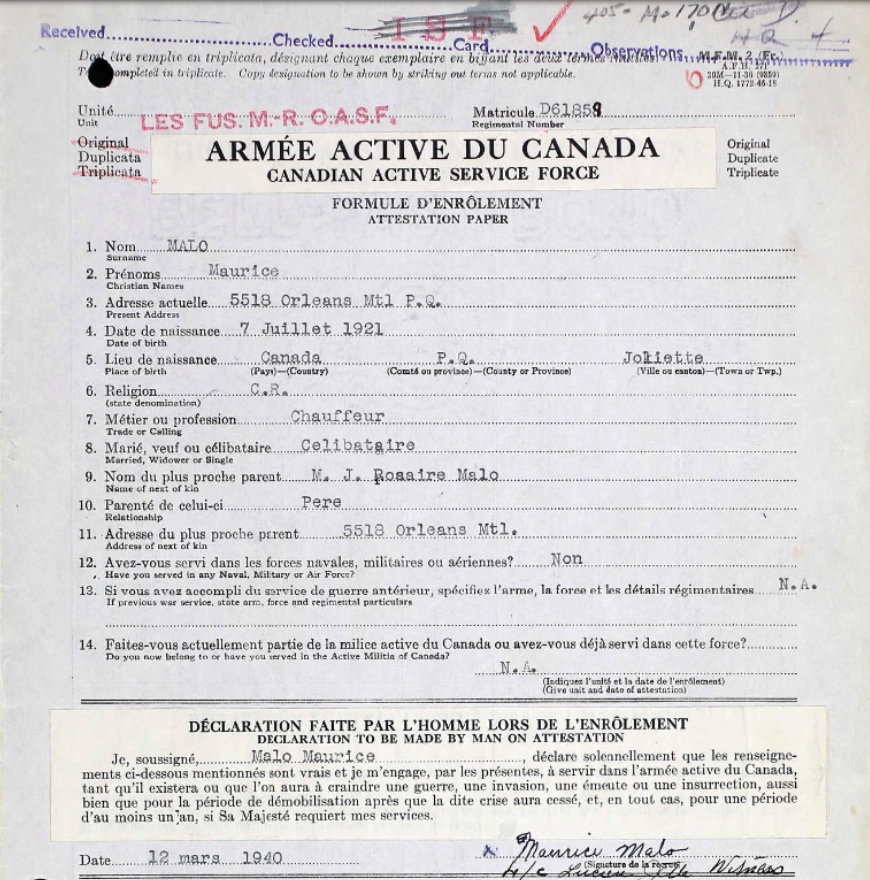 Received Checked Card Observations
ISF
405- M-170
HQ 4
Doit être remplie en triplicata, désignant chaque exemplaire en biffant les deux termes inutiles.
completed in triplicate. Copy designation to be shown by striking out terms not applicable.
M.F.M. 2 (Fr.)
A.F.B. 271
30M—11-36 (9859)
H.Q. 1772-45-15
Unité LES FUS. M.-R. C.A.S.F. Matricule D61859
Unit Regimental Number
Original ARMÉE ACTIVE DU CANADA Original
Duplicata Duplicate
Triplicata CANADIAN ACTIVE SERVICE FORCE Triplicate
FORMULE D'ENRÔLEMENT
ATTESTATION PAPER
1. Nom MALO
Surname
2. Prénoms Maurice
Christian Names
3. Adresse actuelle 5518 Orleans Mtl P.Q.
Present Address
4. Date de naissance 7 Juillet 1921
Date of birth
5. Lieu de naissance Canada P.Q. Joliette
Place of birth (Pays)—(Country) (Comté ou province)—(County or Province) (Ville ou canton)—(Town or Twp.)
6. Religion C.R.
(state denomination)
7. Métier ou profession Chauffeur
Trade or Calling
8. Marié, veuf ou célibataire Celibataire
Married, Widower or Single
9. Nom du plus proche parent M. J. Rosaire Malo
Name of next of kin
10. Parenté de celui-ci Pere
Relationship
11. Adresse du plus proche parent 5518 Orleans Mtl.
Address of next of kin
12. Avez-vous servi dans les forces navales, militaires ou aériennes? Non
Have you served in any Naval, Military or Air Force?
13. Si vous avez accompli du service de guerre antérieur, spécifiez l'arme, la force et les détails régimentaires N.A.
If previous war service, state arm, force and regimental particulars
14. Faites-vous actuellement partie de la milice active du Canada ou avez-vous déjà servi dans cette force?
Do you now belong to or have you served in the Active Militia of Canada?
N.A.
(Indiquez l'unité et la date de l'enrôlement)
(Give unit and date of attestation)
DÉCLARATION FAITE PAR L'HOMME LORS DE L'ENRÔLEMENT
DECLARATION TO BE MADE BY MAN ON ATTESTATION
Je, soussigné, Malo Maurice, déclare solennellement que les renseigne-
ments ci-dessous mentionnés sont vrais et je m'engage, par les présentes, à servir dans l'armée active du Canada,
tant qu'il existera ou que l'on aura à craindre une guerre, une invasion, une émeute ou une insurrection, aussi
bien que pour la période de démobilisation après que la dite crise aura cessé, et, en tout cas, pour une période
d'au moins un an, si Sa Majesté requiert mes services.
Date 12 mars 1940 x Maurice Malo
(Signature de la recrue)
L/C Lucien Witness